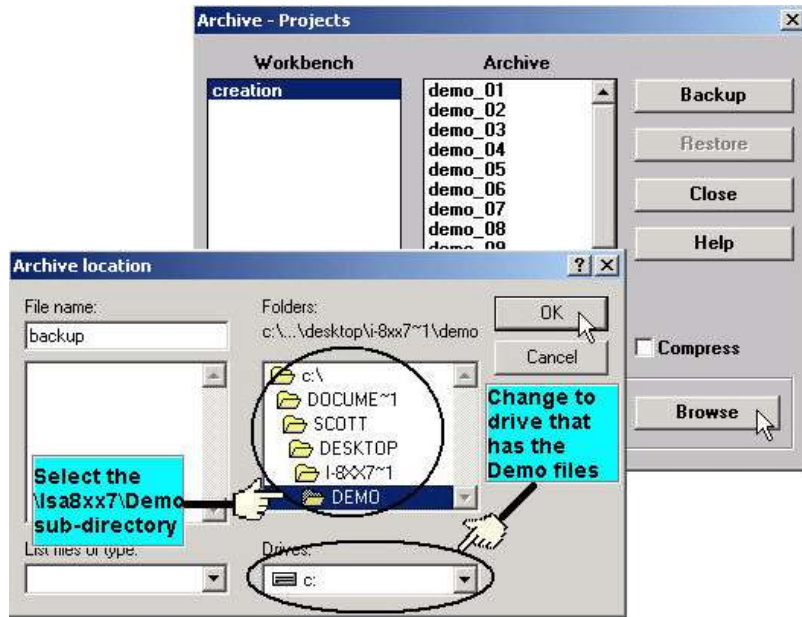 Archive - Projects
Workbench
Archive
creation
demo_01
demo_02
demo_03
demo_04
demo_05
demo_06
demo_07
demo_08
demo_09
Backup
Restore
Close
Help
Compress
Browse
Archive location
File name:
backup
Folders:
c:\...\desktop\i-8xx7~1\demo
c:\
DOCUME~1
SCOTT
DESKTOP
I-8XX7~1
DEMO
OK
Cancel
Change to
drive that
has the
Demo files
Select the
\Isa8xx7\Demo
sub-directory
List files of type:
Drives:
c: